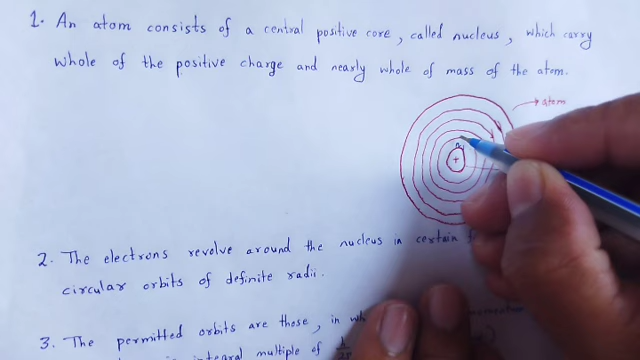 1. An atom consists of a central positive core, called nucleus, which carry
whole of the positive charge and nearly whole of mass of the atom.
atom
+
2. The electrons revolve around the nucleus in certain
circular orbits of definite radii.
3. The permitted orbits are those, in
integral multiple of